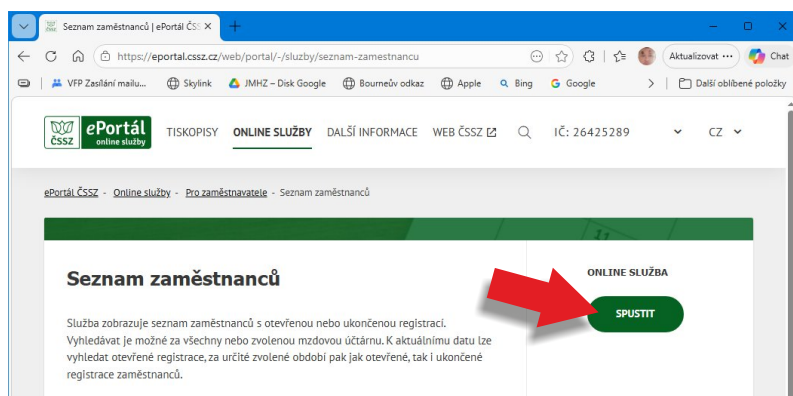 Seznam zaměstnanců | ePortál ČSS
https://eportal.cssz.cz/web/portal/-/sluzby/seznam-zamestnancu
Aktualizovat
Chat
VFP Zasílání mailu...
Skylink
JMHZ – Disk Google
Bourneův odkaz
Apple
Bing
Google
Další oblíbené položky
ČSSZ
ePortál
online služby
TISKOPISY
ONLINE SLUŽBY
DALŠÍ INFORMACE
WEB ČSSZ
IČ: 26425289
CZ
ePortál ČSSZ - Online služby - Pro zaměstnavatele - Seznam zaměstnanců
11
Seznam zaměstnanců
Služba zobrazuje seznam zaměstnanců s otevřenou nebo ukončenou registrací.
Vyhledávat je možné za všechny nebo zvolenou mzdovou účtárnu. K aktuálnímu datu lze
vyhledat otevřené registrace, za určité zvolené období pak jak otevřené, tak i ukončené
registrace zaměstnanců.
ONLINE SLUŽBA
SPUSTIT